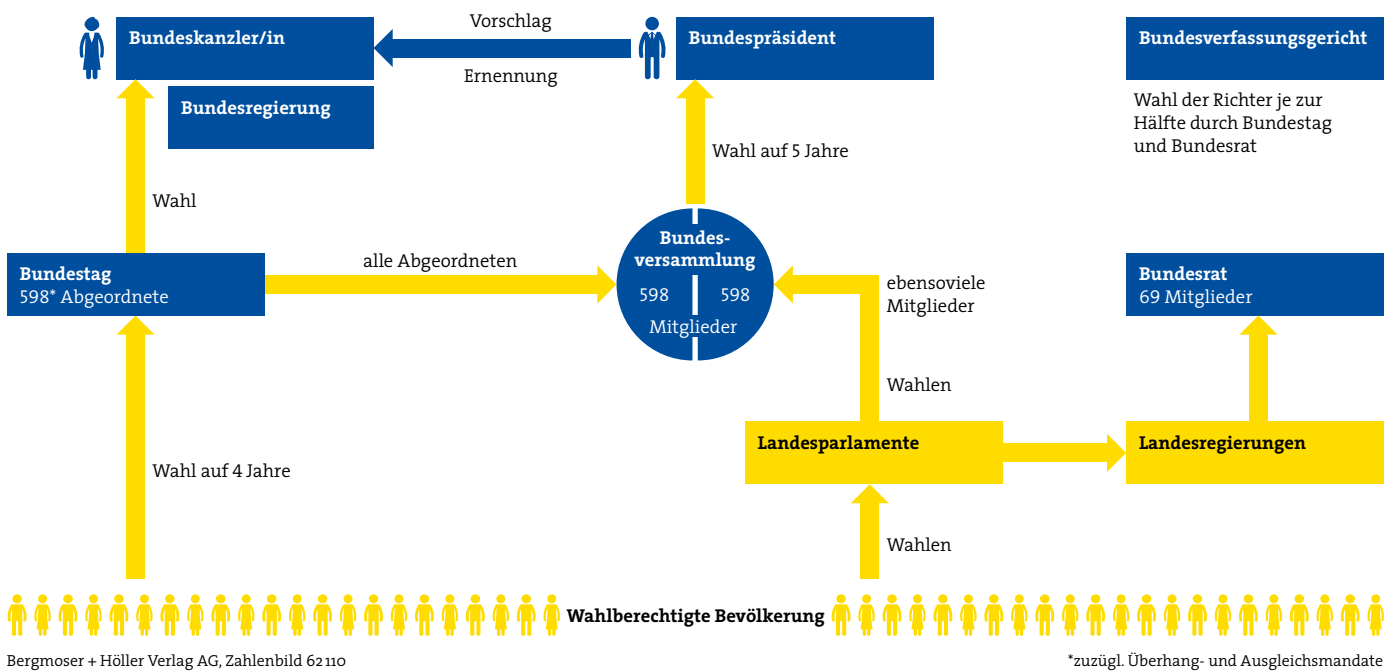 Bundeskanzler/in
Vorschlag
Ernennung
Bundespräsident
Bundesverfassungsgericht
Bundesregierung
Wahl der Richter je zur
Hälfte durch Bundestag
und Bundesrat
Wahl auf 5 Jahre
Wahl
Bundestag
598* Abgeordnete
alle Abgeordneten
Bundes-
versammlung
598 598
Mitglieder
ebensoviele
Mitglieder
Bundesrat
69 Mitglieder
Wahlen
Landesparlamente
Landesregierungen
Wahl auf 4 Jahre
Wahlen
Wahlberechtigte Bevölkerung
Bergmoser + Höller Verlag AG, Zahlenbild 62 110
*zuzügl. Überhang- und Ausgleichsmandate